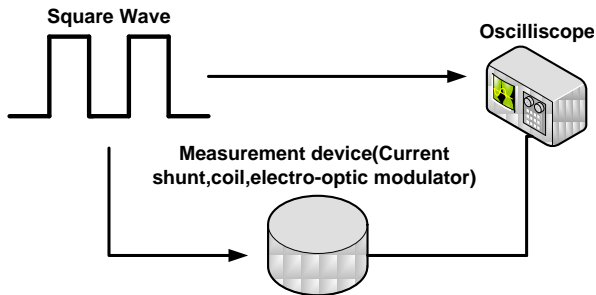 Square Wave
Oscilliscope
Measurement device(Current
shunt,coil,electro-optic modulator)